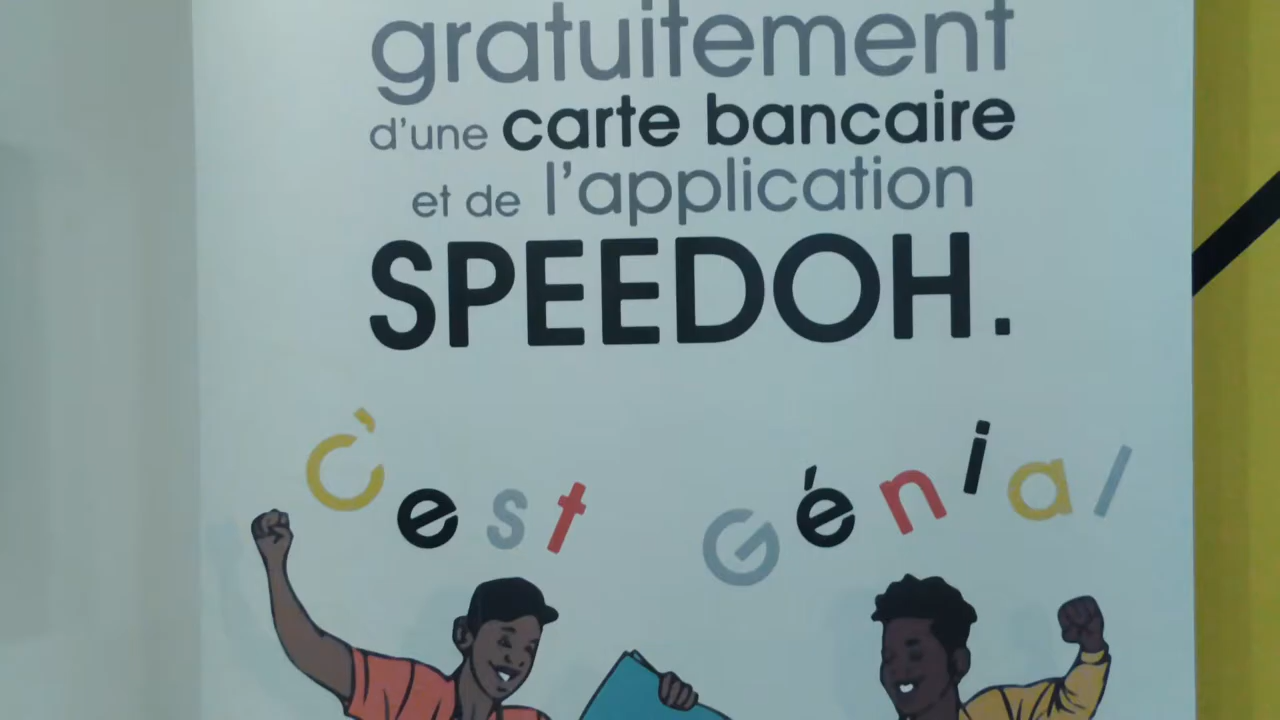 gratuitement
d'une carte bancaire
et de l'application
SPEEDOH.
C'est Génial